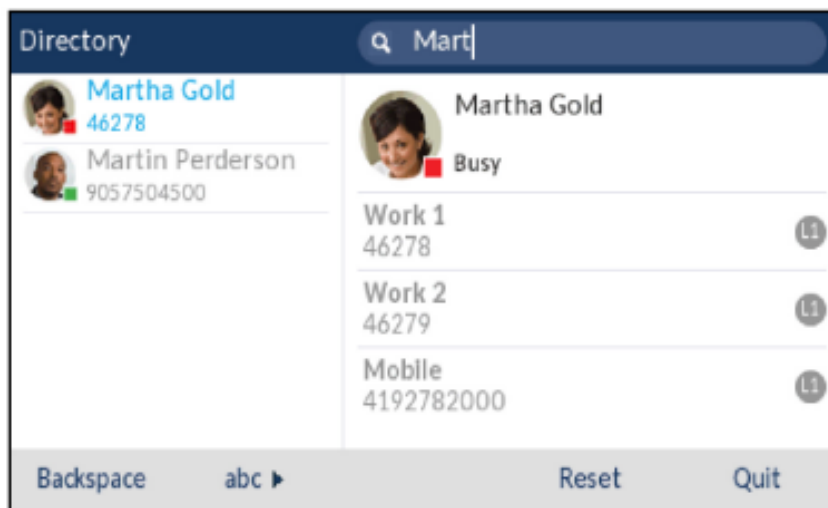 Directory
Mart
Martha Gold
46278
Martin Perderson
9057504500
Martha Gold
Busy
Work 1
46278
L1
Work 2
46279
L1
Mobile
4192782000
L1
Backspace
abc
Reset
Quit